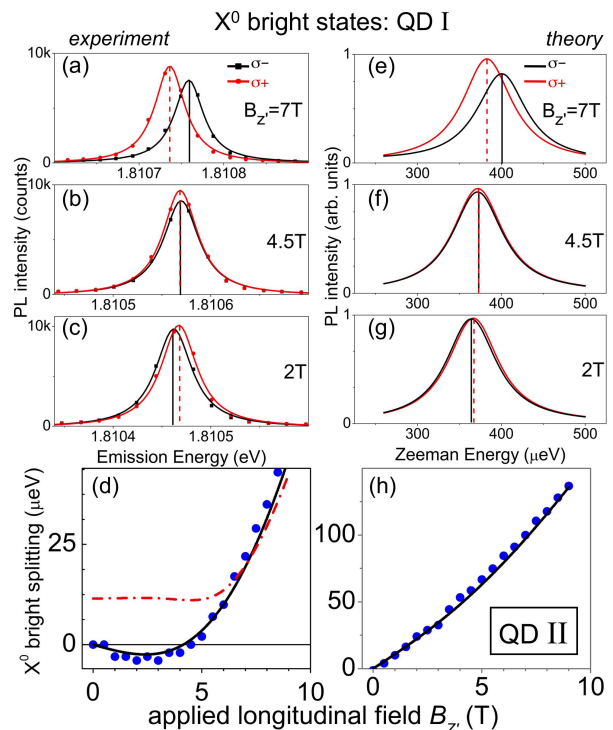 X⁰ bright states: QD I
experiment
theory
(a)
σ−
σ+
B_z'=7T
10k
0
1.8107
1.8108
(e)
σ−
σ+
B_z'=7T
1
0
300
400
500
(b)
4.5T
10k
0
1.8105
1.8106
(f)
4.5T
1
0
300
400
500
(c)
2T
10k
0
1.8104
1.8105
(g)
2T
1
0
300
400
500
PL intensity (counts)
PL intensity (arb. units)
Emission Energy (eV)
Zeeman Energy (μeV)
(d)
25
0
0
5
10
X⁰ bright splitting (μeV)
(h)
100
50
0
0
5
10
QD II
applied longitudinal field B_z', (T)